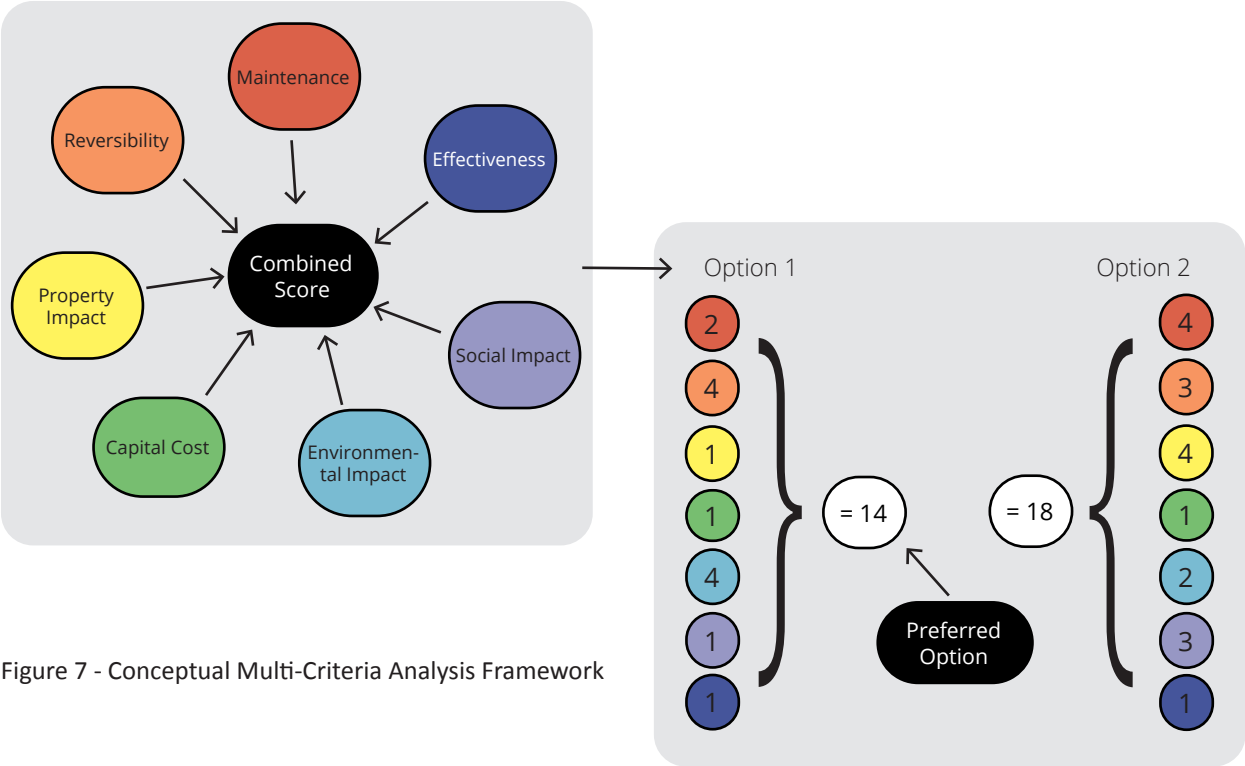 Maintenance
Reversibility
Effectiveness
Combined
Score
Property
Impact
Social Impact
Capital Cost
Environmen-
tal Impact
Option 1
Option 2
2
4
1
1
4
1
1
= 14
= 18
4
3
4
1
2
3
1
Preferred
Option
Figure 7 - Conceptual Multi-Criteria Analysis Framework